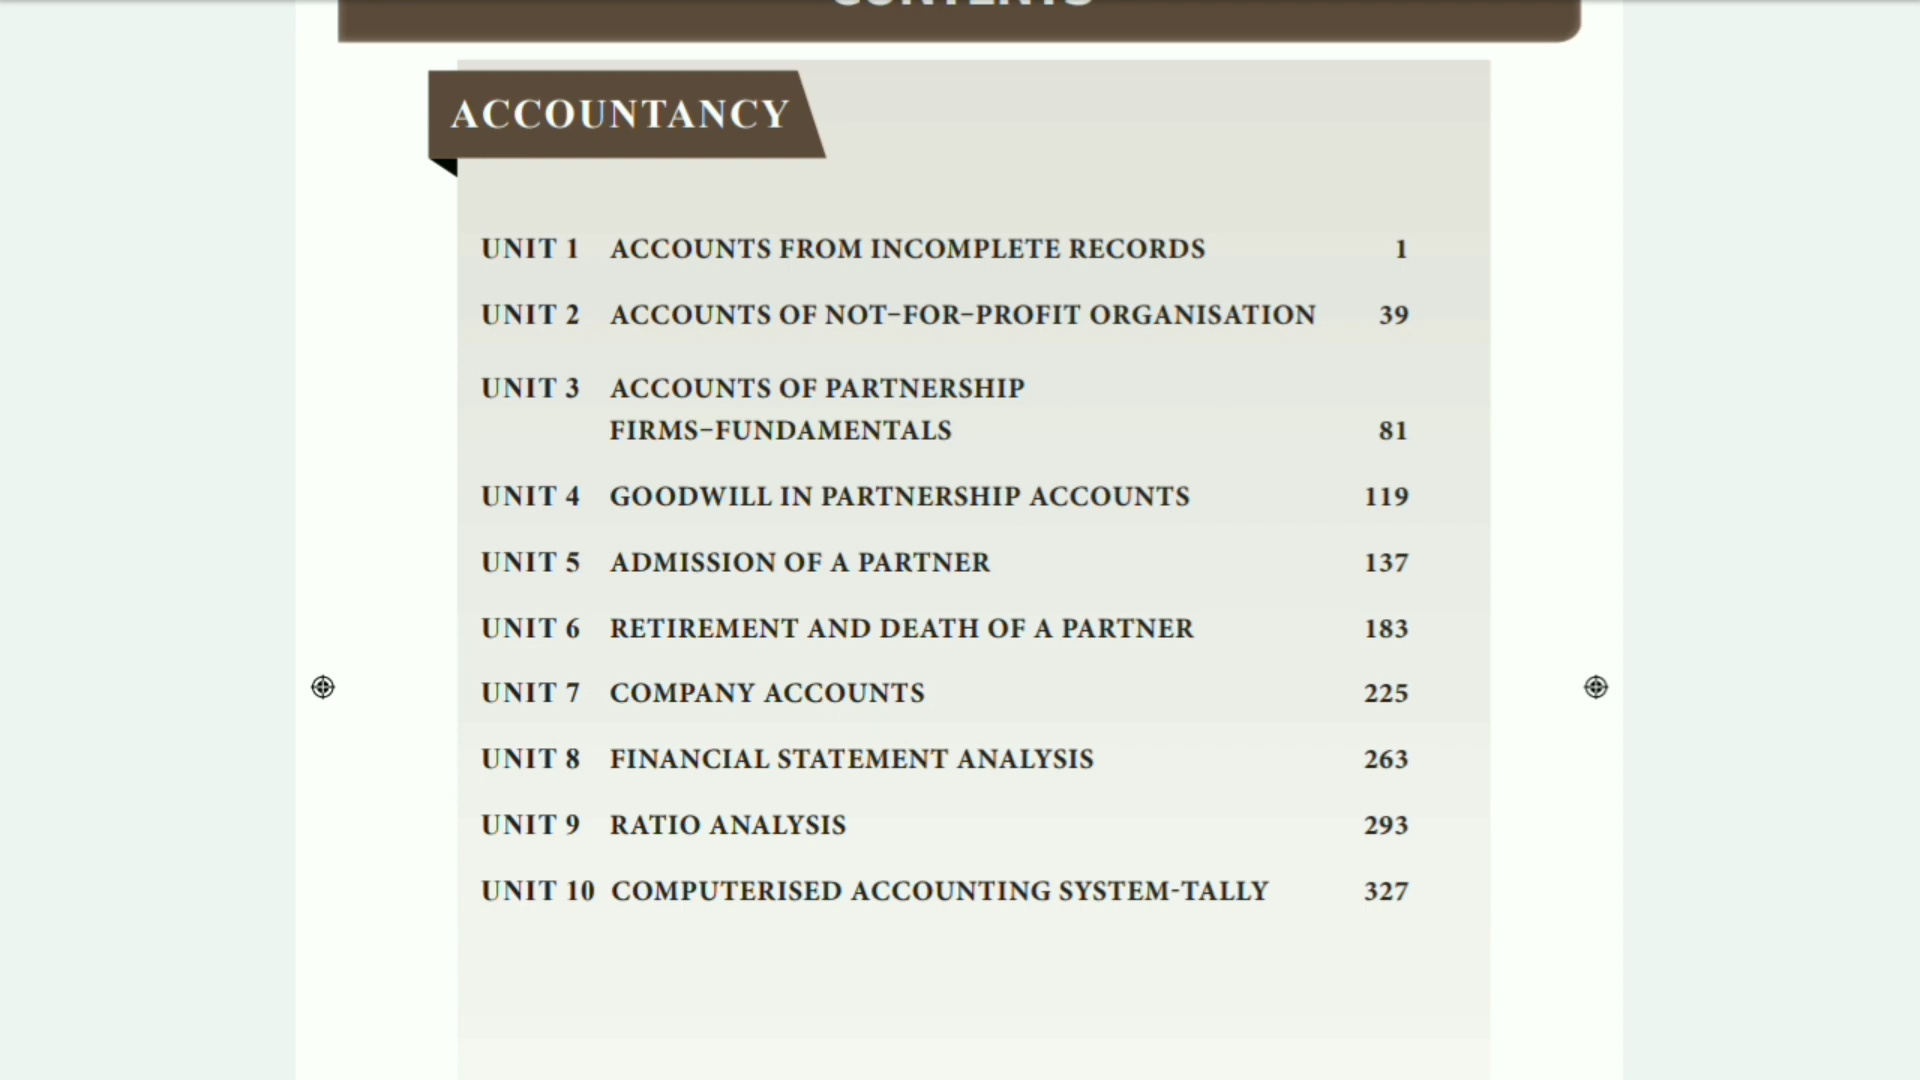 CONTENTS
ACCOUNTANCY
UNIT 1 ACCOUNTS FROM INCOMPLETE RECORDS 1
UNIT 2 ACCOUNTS OF NOT–FOR–PROFIT ORGANISATION 39
UNIT 3 ACCOUNTS OF PARTNERSHIP
FIRMS–FUNDAMENTALS 81
UNIT 4 GOODWILL IN PARTNERSHIP ACCOUNTS 119
UNIT 5 ADMISSION OF A PARTNER 137
UNIT 6 RETIREMENT AND DEATH OF A PARTNER 183
UNIT 7 COMPANY ACCOUNTS 225
UNIT 8 FINANCIAL STATEMENT ANALYSIS 263
UNIT 9 RATIO ANALYSIS 293
UNIT 10 COMPUTERISED ACCOUNTING SYSTEM-TALLY 327